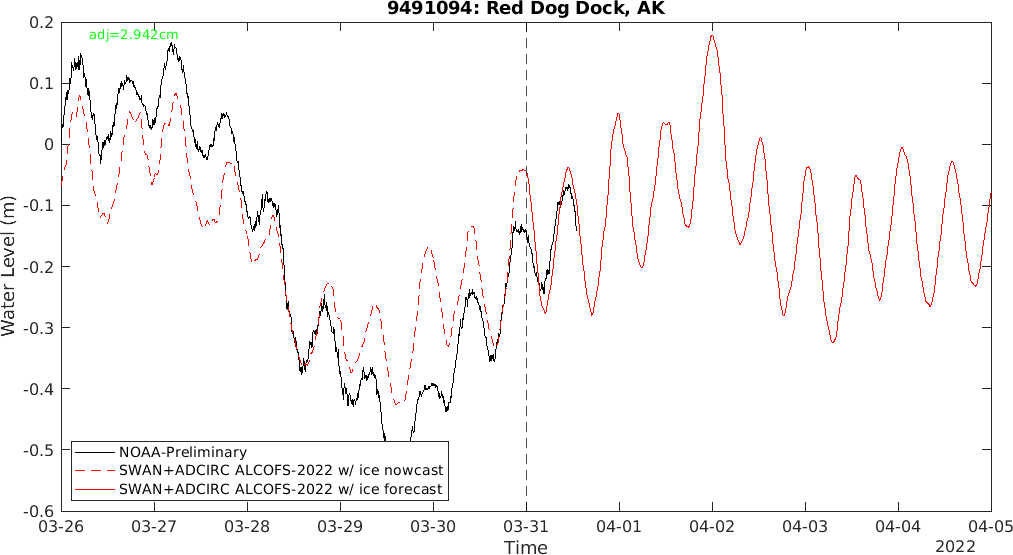 9491094: Red Dog Dock, AK
adj=2.942cm
0.2
0.1
0
-0.1
-0.2
-0.3
-0.4
-0.5
-0.6
Water Level (m)
NOAA-Preliminary
SWAN+ADCIRC ALCOFS-2022 w/ ice nowcast
SWAN+ADCIRC ALCOFS-2022 w/ ice forecast
03-26 03-27 03-28 03-29 03-30 03-31 04-01 04-02 04-03 04-04 04-05
Time
2022